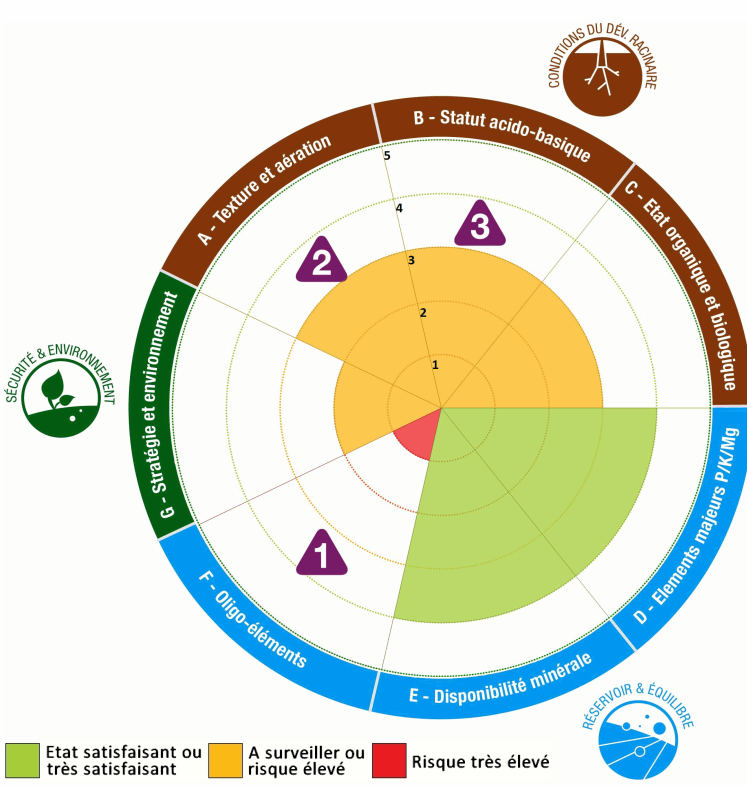 CONDITIONS DU DÉV. RACINAIRE
B - Statut acido-basique
A - Texture et aération
C - Etat organique et biologique
5
4
3
2
3
2
1
SÉCURITÉ & ENVIRONNEMENT
G - Stratégie et environnement
D - Elements majeurs P/K/Mg
1
F - Oligo-éléments
E - Disponibilité minérale
RÉSERVOIR & ÉQUILIBRE
Etat satisfaisant ou
très satisfaisant
A surveiller ou
risque élevé
Risque très élevé